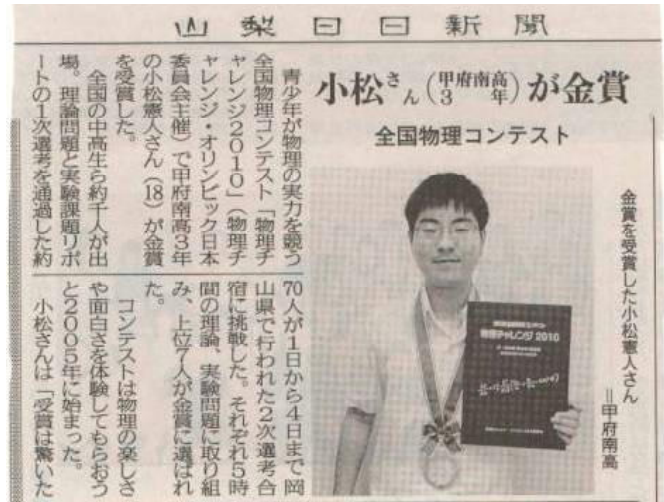 山梨日日新聞
小松さん(甲府南高3年)が金賞
全国物理コンテスト
青少年が物理の実力を競う
全国物理コンテスト「物理チ
ャレンジ2010」(物理チ
ャレンジ・オリンピック日本
委員会主催)で甲府南高3年
の小松憲人さん(18)が金賞
を受賞した。
全国の中高生ら約千人が出
場。理論問題と実験課題リポ
ートの1次選考を通過した約
70人が1日から4日まで岡
山県で行われた2次選考合
宿に挑戦した。それぞれ5時
間の理論、実験問題に取り組
み、上位7人が金賞に選ばれ
た。
コンテストは物理の楽しさ
や面白さを体験してもらおう
と2005年に始まった。
小松さんは「受賞は驚いた
金賞を受賞した小松憲人さん
=甲府南高
物理チャレンジ2010